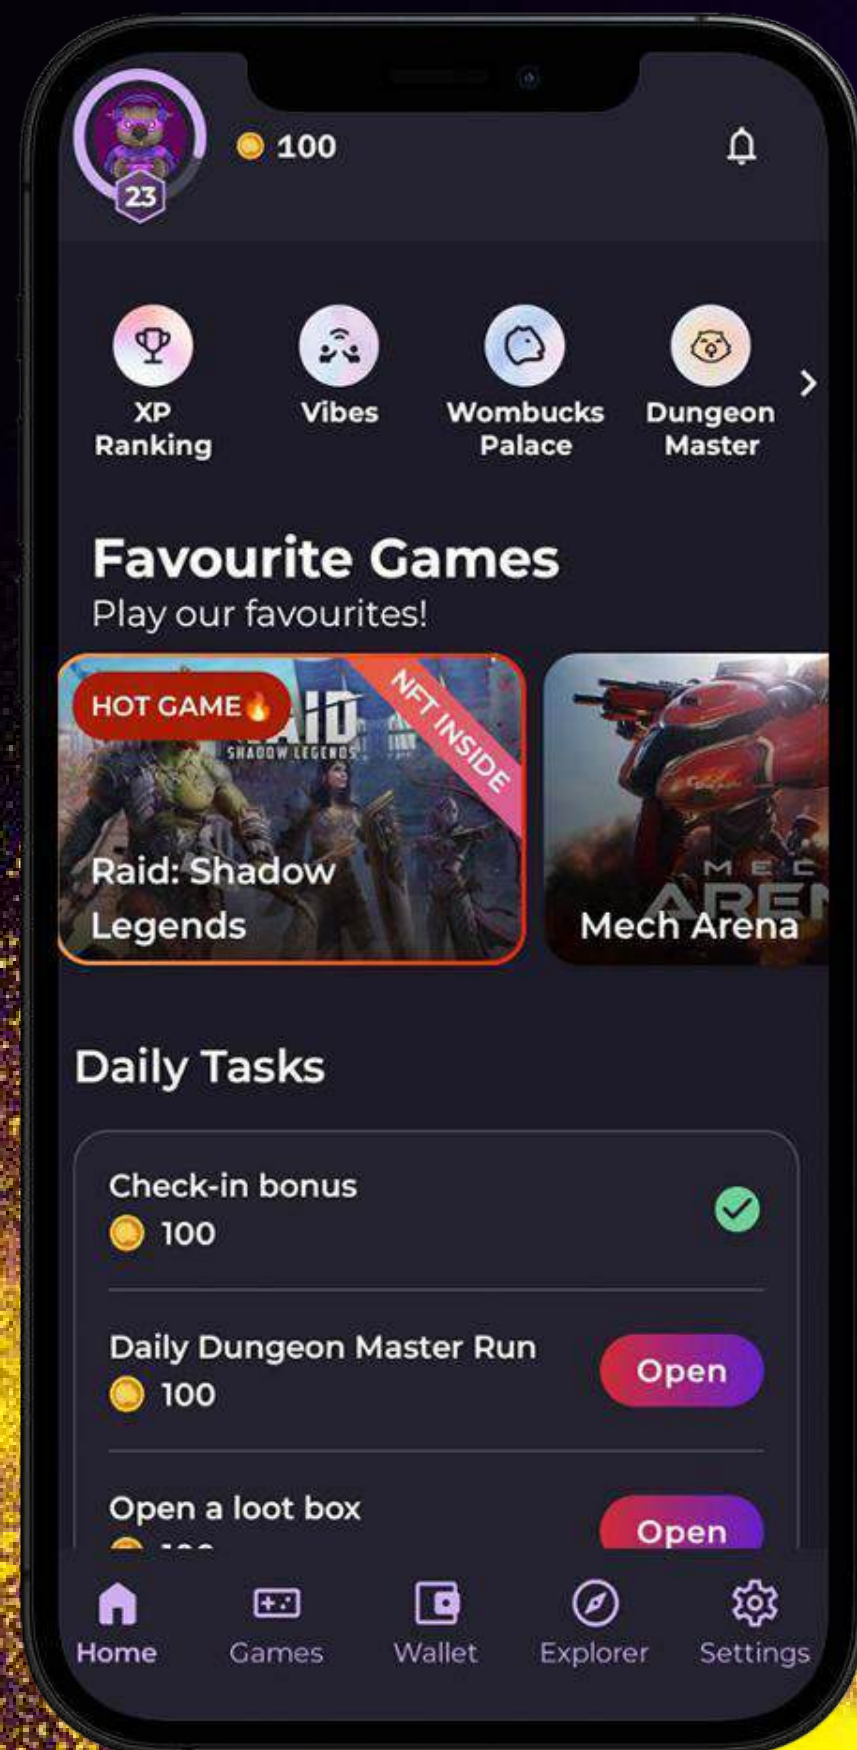 100
23
XP
Ranking
Vibes
Wombucks
Palace
Dungeon
Master
Favourite Games
Play our favourites!
HOT GAME
SHADOW LEGENDS
NFT INSIDE
Raid: Shadow
Legends
Mech Arena
Daily Tasks
Check-in bonus
100
Daily Dungeon Master Run
100
Open
Open a loot box
Open
Home
Games
Wallet
Explorer
Settings